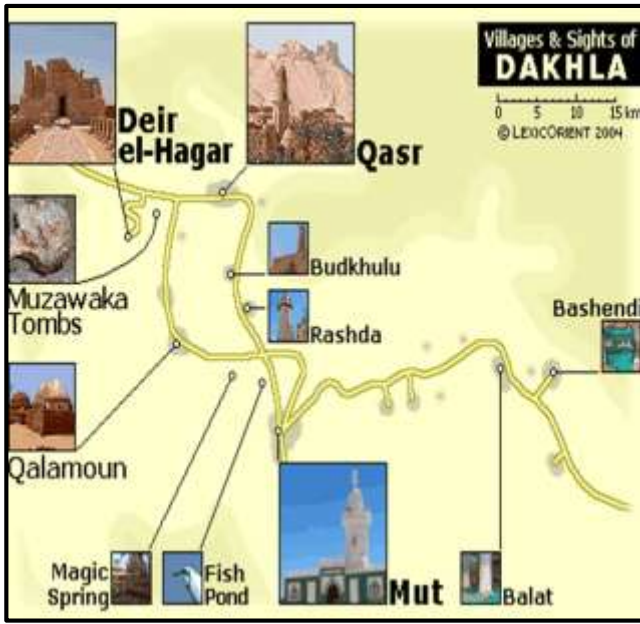 Villages & Sights of
DAKHLA
0 5 10 15 km
© LEXICORIENT 2004
Deir
el-Hagar
Qasr
Muzawaka
Tombs
Budkhulu
Rashda
Bashendi
Qalamoun
Magic
Spring
Fish
Pond
Mut
Balat